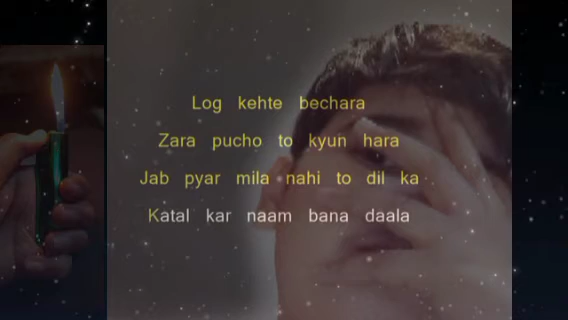 Log kehte bechara
Zara pucho to kyun hara
Jab pyar mila nahi to dil ka
Katal kar naam bana daala